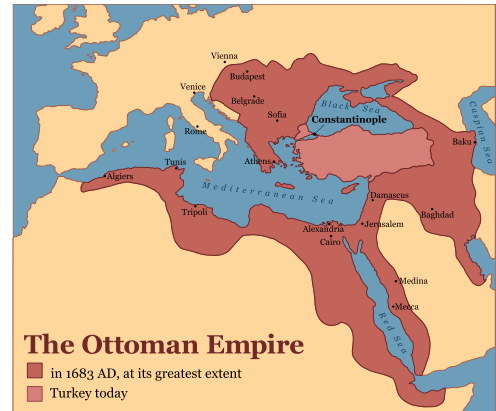 Vienna
Budapest
Venice
Belgrade
Black Sea
Caspian Sea
Sofia
Constantinople
Rome
Baku
Athens
Tunis
Algiers
Mediterranean Sea
Damascus
Tripoli
Baghdad
Alexandria
Jerusalem
Cairo
Medina
Mecca
Red Sea
The Ottoman Empire
in 1683 AD, at its greatest extent
Turkey today